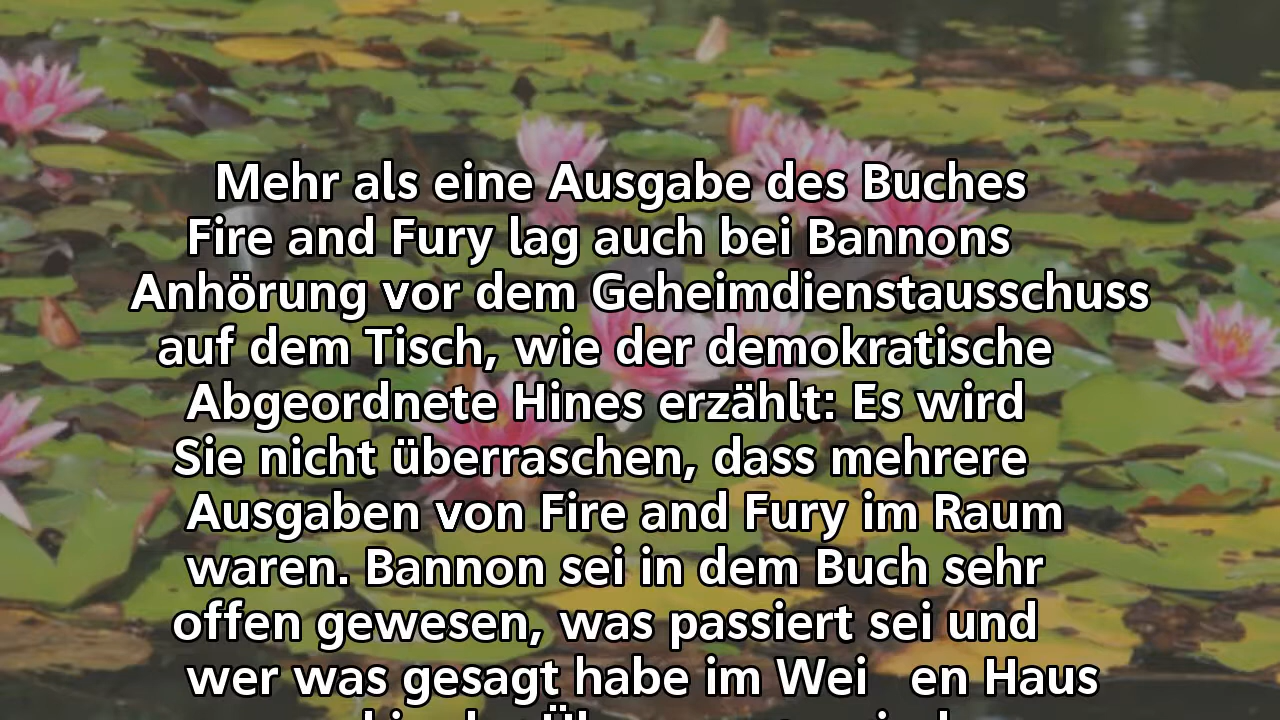 Mehr als eine Ausgabe des Buches
Fire and Fury lag auch bei Bannons
Anhörung vor dem Geheimdienstausschuss
auf dem Tisch, wie der demokratische
Abgeordnete Hines erzählt: Es wird
Sie nicht überraschen, dass mehrere
Ausgaben von Fire and Fury im Raum
waren. Bannon sei in dem Buch sehr
offen gewesen, was passiert sei und
wer was gesagt habe im Wei en Haus